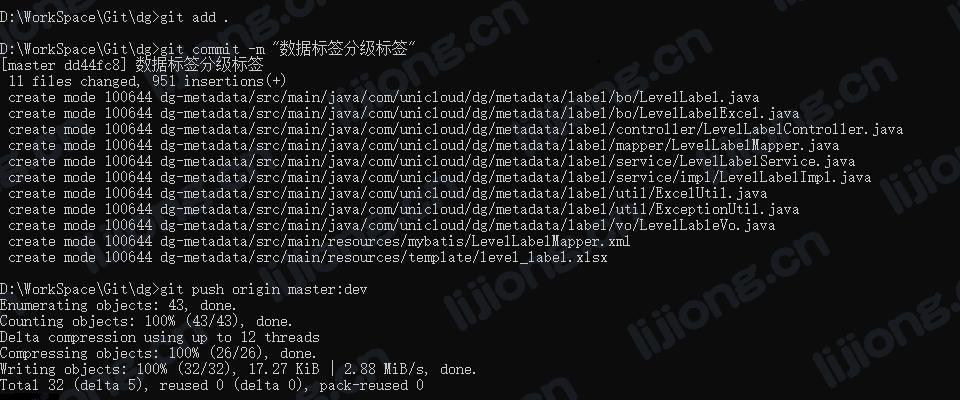 D:\WorkSpace\Git\dg>git add .
D:\WorkSpace\Git\dg>git commit -m "数据标签分级标签"
[master dd44fc8] 数据标签分级标签
 11 files changed, 951 insertions(+)
 create mode 100644 dg-metadata/src/main/java/com/unicloud/dg/metadata/label/bo/LevelLabel.java
 create mode 100644 dg-metadata/src/main/java/com/unicloud/dg/metadata/label/bo/LevelLabelExcel.java
 create mode 100644 dg-metadata/src/main/java/com/unicloud/dg/metadata/label/controller/LevelLabelController.java
 create mode 100644 dg-metadata/src/main/java/com/unicloud/dg/metadata/label/mapper/LevelLabelMapper.java
 create mode 100644 dg-metadata/src/main/java/com/unicloud/dg/metadata/label/service/LevelLabelService.java
 create mode 100644 dg-metadata/src/main/java/com/unicloud/dg/metadata/label/service/impl/LevelLabelImpl.java
 create mode 100644 dg-metadata/src/main/java/com/unicloud/dg/metadata/label/util/ExcelUtil.java
 create mode 100644 dg-metadata/src/main/java/com/unicloud/dg/metadata/label/util/ExceptionUtil.java
 create mode 100644 dg-metadata/src/main/java/com/unicloud/dg/metadata/label/vo/LevelLableVo.java
 create mode 100644 dg-metadata/src/main/resources/mybatis/LevelLabelMapper.xml
 create mode 100644 dg-metadata/src/main/resources/template/level_label.xlsx
D:\WorkSpace\Git\dg>git push origin master:dev
Enumerating objects: 43, done.
Counting objects: 100% (43/43), done.
Delta compression using up to 12 threads
Compressing objects: 100% (26/26), done.
Writing objects: 100% (32/32), 17.27 KiB | 2.88 MiB/s, done.
Total 32 (delta 5), reused 0 (delta 0), pack-reused 0
lijiong.cn